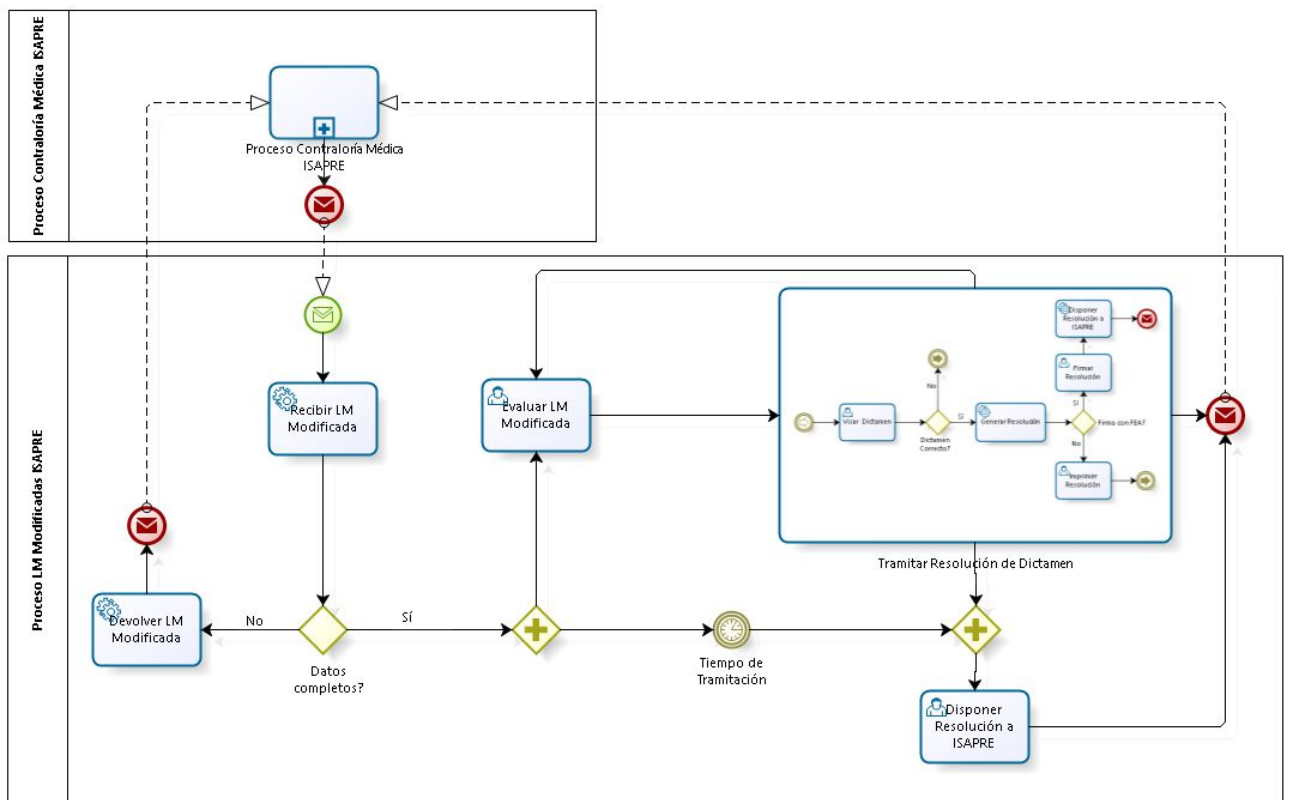 Proceso Contraloría Médica ISAPRE
Proceso Contraloría Médica
ISAPRE
Proceso LM Modificadas ISAPRE
Recibir LM
Modificada
Evaluar LM
Modificada
Visar Dictamen
No
Dictamen
Correcto?
Sí
Generar Resolución
Disponer
Resolución a
ISAPRE
Firmar
Resolución
Sí
Firma con FEA?
No
Imprimir
Resolución
Tramitar Resolución de Dictamen
Devolver LM
Modificada
No
Datos
completos?
Sí
Tiempo de
Tramitación
Disponer
Resolución a
ISAPRE